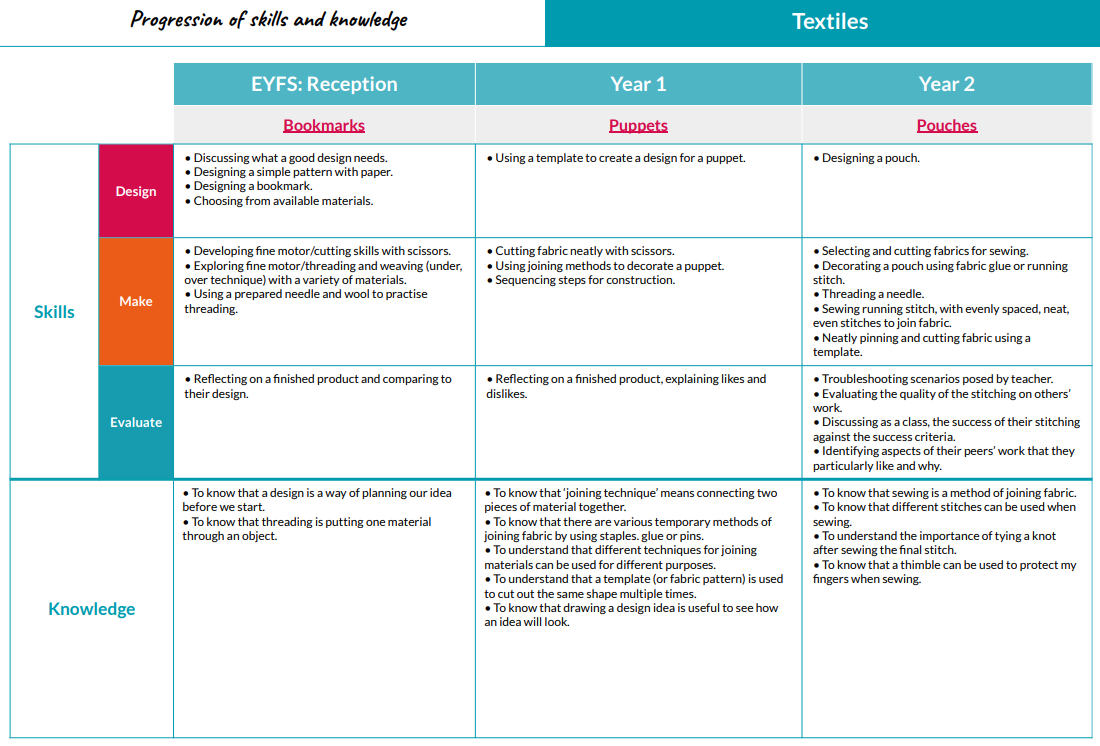 Progression of skills and knowledge
Textiles
EYFS: Reception
Year 1
Year 2
Bookmarks
Puppets
Pouches
Skills
Design
• Discussing what a good design needs.
• Designing a simple pattern with paper.
• Designing a bookmark.
• Choosing from available materials.
• Using a template to create a design for a puppet.
• Designing a pouch.
Make
• Developing fine motor/cutting skills with scissors.
• Exploring fine motor/threading and weaving (under,
over technique) with a variety of materials.
• Using a prepared needle and wool to practise
threading.
• Cutting fabric neatly with scissors.
• Using joining methods to decorate a puppet.
• Sequencing steps for construction.
• Selecting and cutting fabrics for sewing.
• Decorating a pouch using fabric glue or running
stitch.
• Threading a needle.
• Sewing running stitch, with evenly spaced, neat,
even stitches to join fabric.
• Neatly pinning and cutting fabric using a
template.
Evaluate
• Reflecting on a finished product and comparing to
their design.
• Reflecting on a finished product, explaining likes and
dislikes.
• Troubleshooting scenarios posed by teacher.
• Evaluating the quality of the stitching on others’
work.
• Discussing as a class, the success of their stitching
against the success criteria.
• Identifying aspects of their peers’ work that they
particularly like and why.
Knowledge
• To know that a design is a way of planning our idea
before we start.
• To know that threading is putting one material
through an object.
• To know that ‘joining technique’ means connecting two
pieces of material together.
• To know that there are various temporary methods of
joining fabric by using staples. glue or pins.
• To understand that different techniques for joining
materials can be used for different purposes.
• To understand that a template (or fabric pattern) is used
to cut out the same shape multiple times.
• To know that drawing a design idea is useful to see how
an idea will look.
• To know that sewing is a method of joining fabric.
• To know that different stitches can be used when
sewing.
• To understand the importance of tying a knot
after sewing the final stitch.
• To know that a thimble can be used to protect my
fingers when sewing.